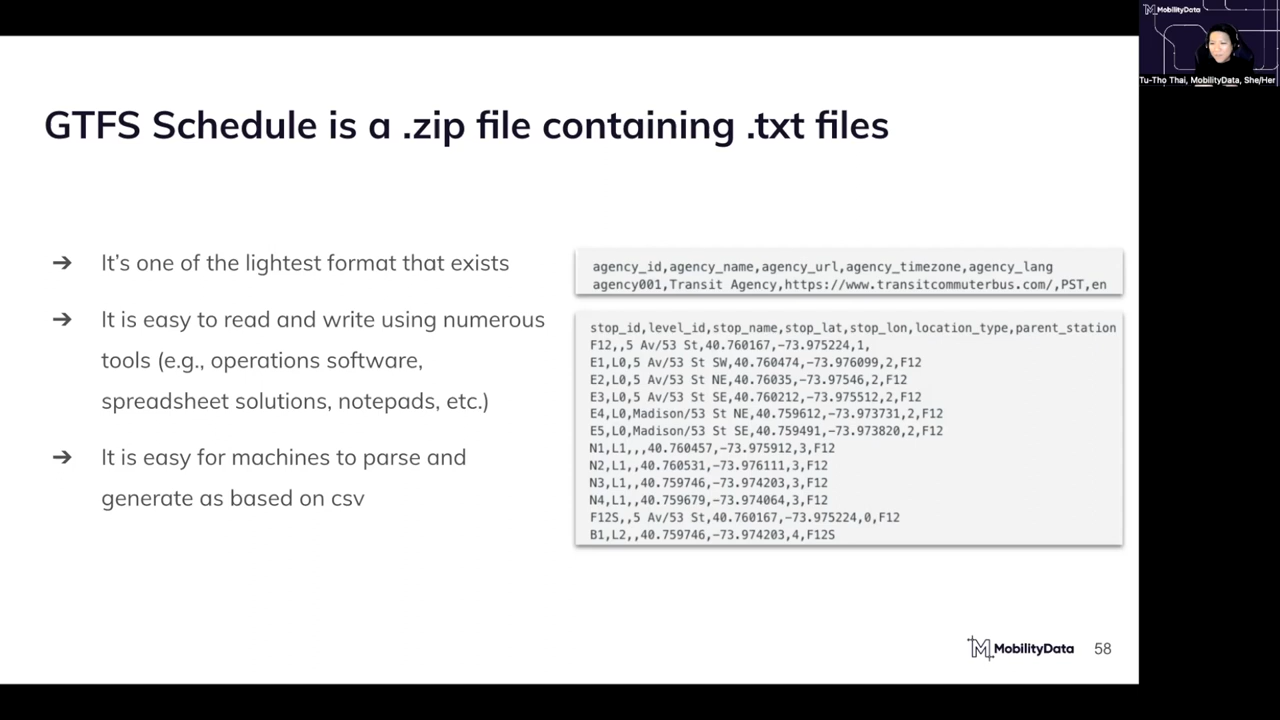 GTFS Schedule is a .zip file containing .txt files
➔ It's one of the lightest format that exists
➔ It is easy to read and write using numerous
tools (e.g., operations software,
spreadsheet solutions, notepads, etc.)
➔ It is easy for machines to parse and
generate as based on csv
agency_id,agency_name,agency_url,agency_timezone,agency_lang
agency001,Transit Agency,https://www.transitcommuterbus.com/,PST,en
stop_id,level_id,stop_name,stop_lat,stop_lon,location_type,parent_station
F12,,5 Av/53 St,40.760167,-73.975224,1,
E1,L0,5 Av/53 St SW,40.760474,-73.976099,2,F12
E2,L0,5 Av/53 St NE,40.76035,-73.97546,2,F12
E3,L0,5 Av/53 St SE,40.760212,-73.975512,2,F12
E4,L0,Madison/53 St NE,40.759612,-73.973731,2,F12
E5,L0,Madison/53 St SE,40.759491,-73.973820,2,F12
N1,L1,,,40.760457,-73.975912,3,F12
N2,L1,,40.760531,-73.976111,3,F12
N3,L1,,40.759746,-73.974203,3,F12
N4,L1,,40.759679,-73.974064,3,F12
F12S,,5 Av/53 St,40.760167,-73.975224,0,F12
B1,L2,,40.759746,-73.974203,4,F12S
MobilityData 58
MobilityData
Tu-Tho Thai, MobilityData, She/Her